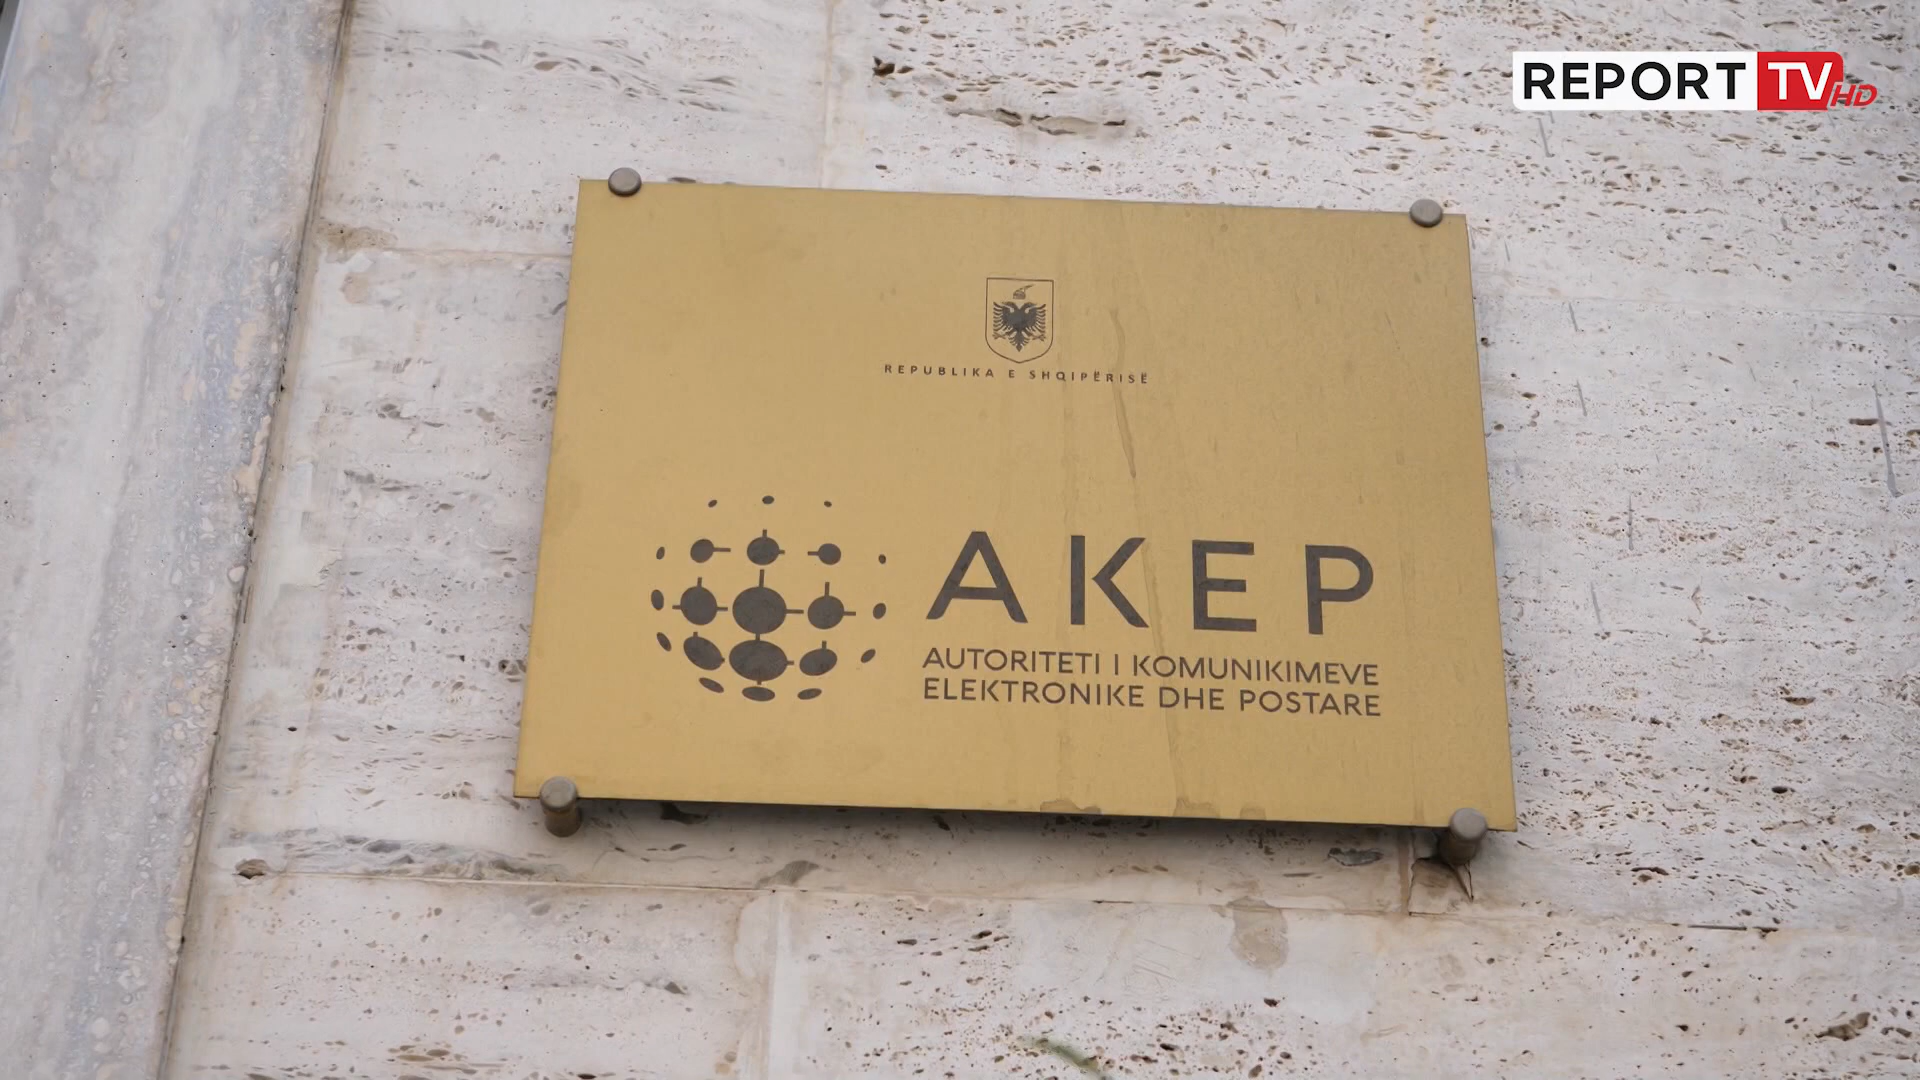 REPORT TV HD
REPUBLIKA E SHQIPËRISË
AKEP
AUTORITETI I KOMUNIKIMEVE
ELEKTRONIKE DHE POSTARE